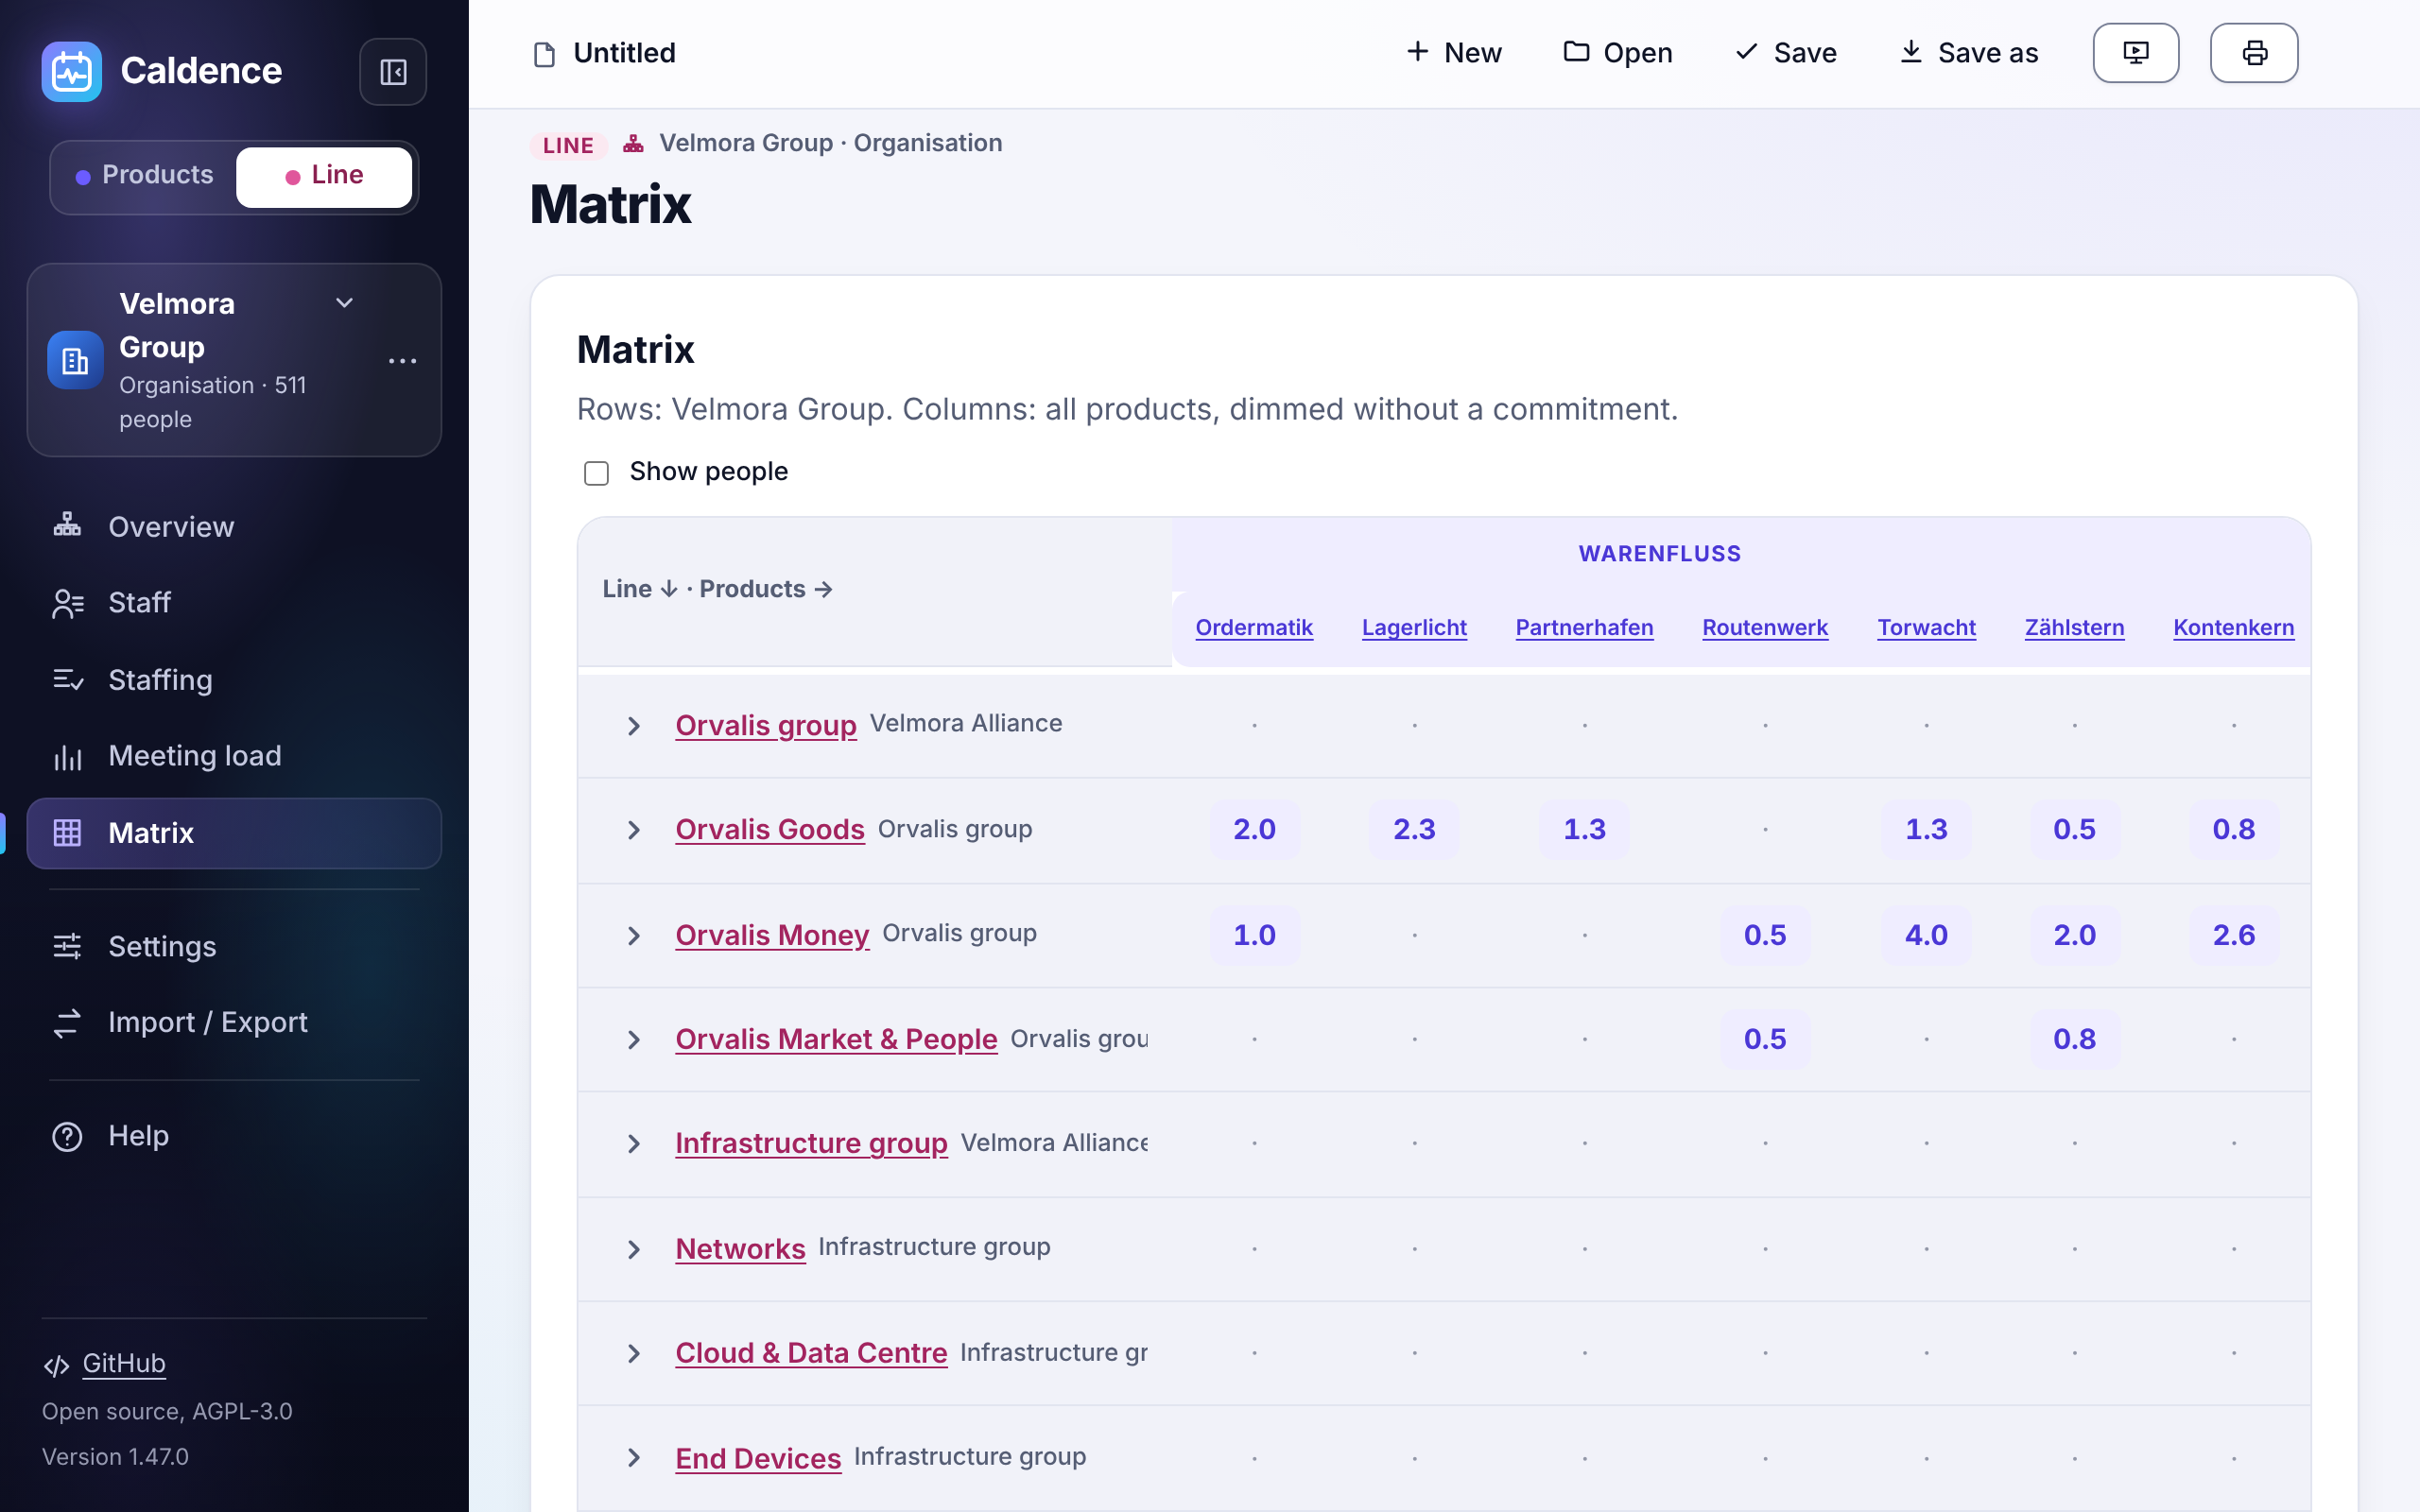 Caldence
Products
Line
Velmora
Group
Organisation · 511
people
Overview
Staff
Staffing
Meeting load
Matrix
Settings
Import / Export
Help
GitHub
Open source, AGPL-3.0
Version 1.47.0
Untitled
New
Open
Save
Save as
LINE Velmora Group · Organisation
Matrix
Matrix
Rows: Velmora Group. Columns: all products, dimmed without a commitment.
Show people
Line ↓ · Products →
WARENFLUSS
Ordermatik Lagerlicht Partnerhafen Routenwerk Torwacht Zählstern Kontenkern
Orvalis group Velmora Alliance · · · · · · ·
Orvalis Goods Orvalis group 2.0 2.3 1.3 · 1.3 0.5 0.8
Orvalis Money Orvalis group 1.0 · · 0.5 4.0 2.0 2.6
Orvalis Market & People Orvalis grou · · · 0.5 · 0.8 ·
Infrastructure group Velmora Alliance · · · · · · ·
Networks Infrastructure group · · · · · · ·
Cloud & Data Centre Infrastructure gr · · · · · · ·
End Devices Infrastructure group · · · · · · ·